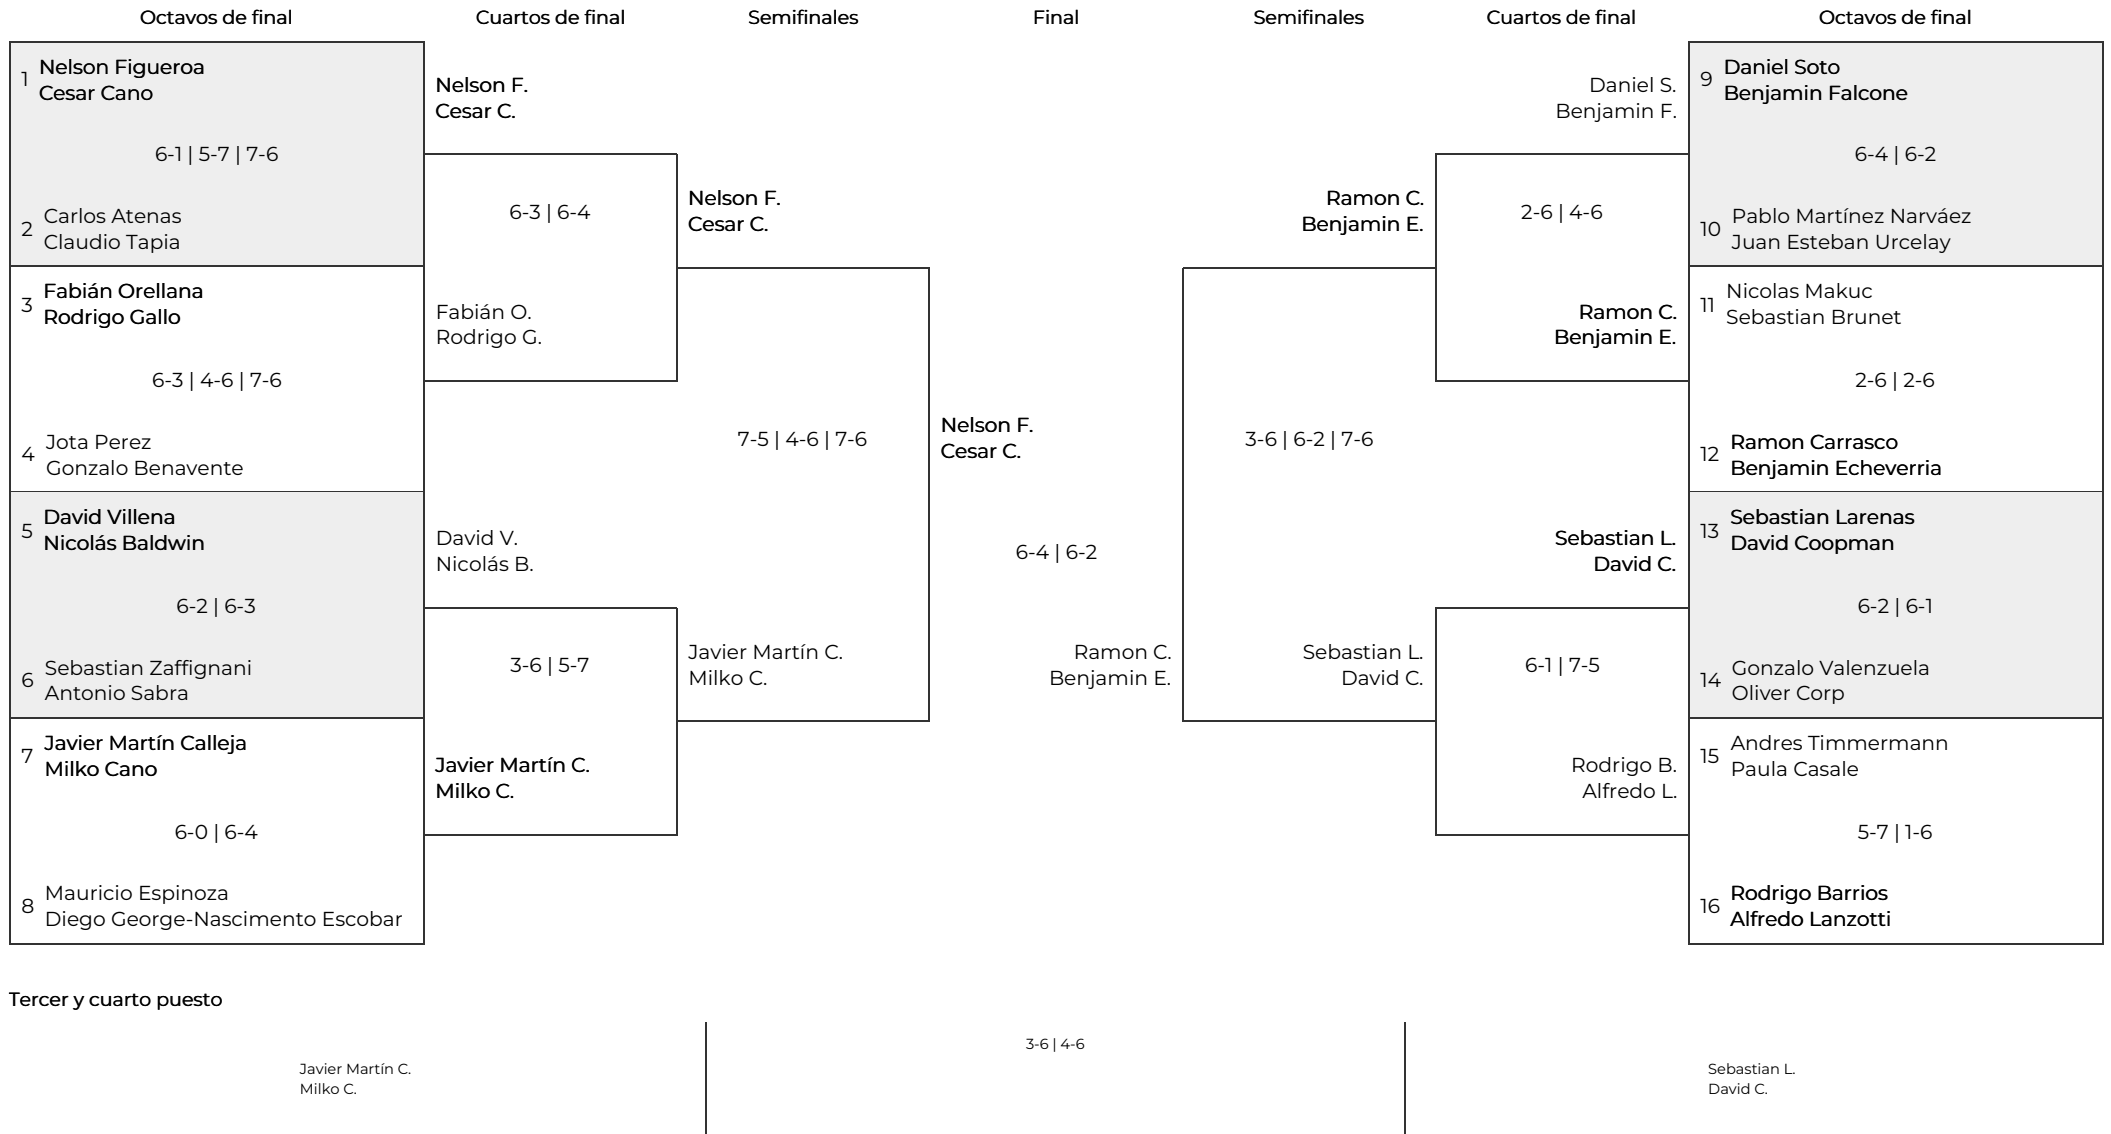 Octavos de final
Cuartos de final
Semifinales
Final
Semifinales
Cuartos de final
Octavos de final
1
Nelson Figueroa
Cesar Cano
6-1 | 5-7 | 7-6
2
Carlos Atenas
Claudio Tapia
3
Fabián Orellana
Rodrigo Gallo
6-3 | 4-6 | 7-6
4
Jota Perez
Gonzalo Benavente
5
David Villena
Nicolás Baldwin
6-2 | 6-3
6
Sebastian Zaffignani
Antonio Sabra
7
Javier Martín Calleja
Milko Cano
6-0 | 6-4
8
Mauricio Espinoza
Diego George-Nascimento Escobar
Nelson F.
Cesar C.
6-3 | 6-4
Fabián O.
Rodrigo G.
David V.
Nicolás B.
3-6 | 5-7
Javier Martín C.
Milko C.
Nelson F.
Cesar C.
7-5 | 4-6 | 7-6
Javier Martín C.
Milko C.
Nelson F.
Cesar C.
6-4 | 6-2
Ramon C.
Benjamin E.
Ramon C.
Benjamin E.
3-6 | 6-2 | 7-6
Sebastian L.
David C.
Daniel S.
Benjamin F.
2-6 | 4-6
Ramon C.
Benjamin E.
Sebastian L.
David C.
6-1 | 7-5
Rodrigo B.
Alfredo L.
9
Daniel Soto
Benjamin Falcone
6-4 | 6-2
10
Pablo Martínez Narváez
Juan Esteban Urcelay
11
Nicolas Makuc
Sebastian Brunet
2-6 | 2-6
12
Ramon Carrasco
Benjamin Echeverria
13
Sebastian Larenas
David Coopman
6-2 | 6-1
14
Gonzalo Valenzuela
Oliver Corp
15
Andres Timmermann
Paula Casale
5-7 | 1-6
16
Rodrigo Barrios
Alfredo Lanzotti
Tercer y cuarto puesto
Javier Martín C.
Milko C.
3-6 | 4-6
Sebastian L.
David C.